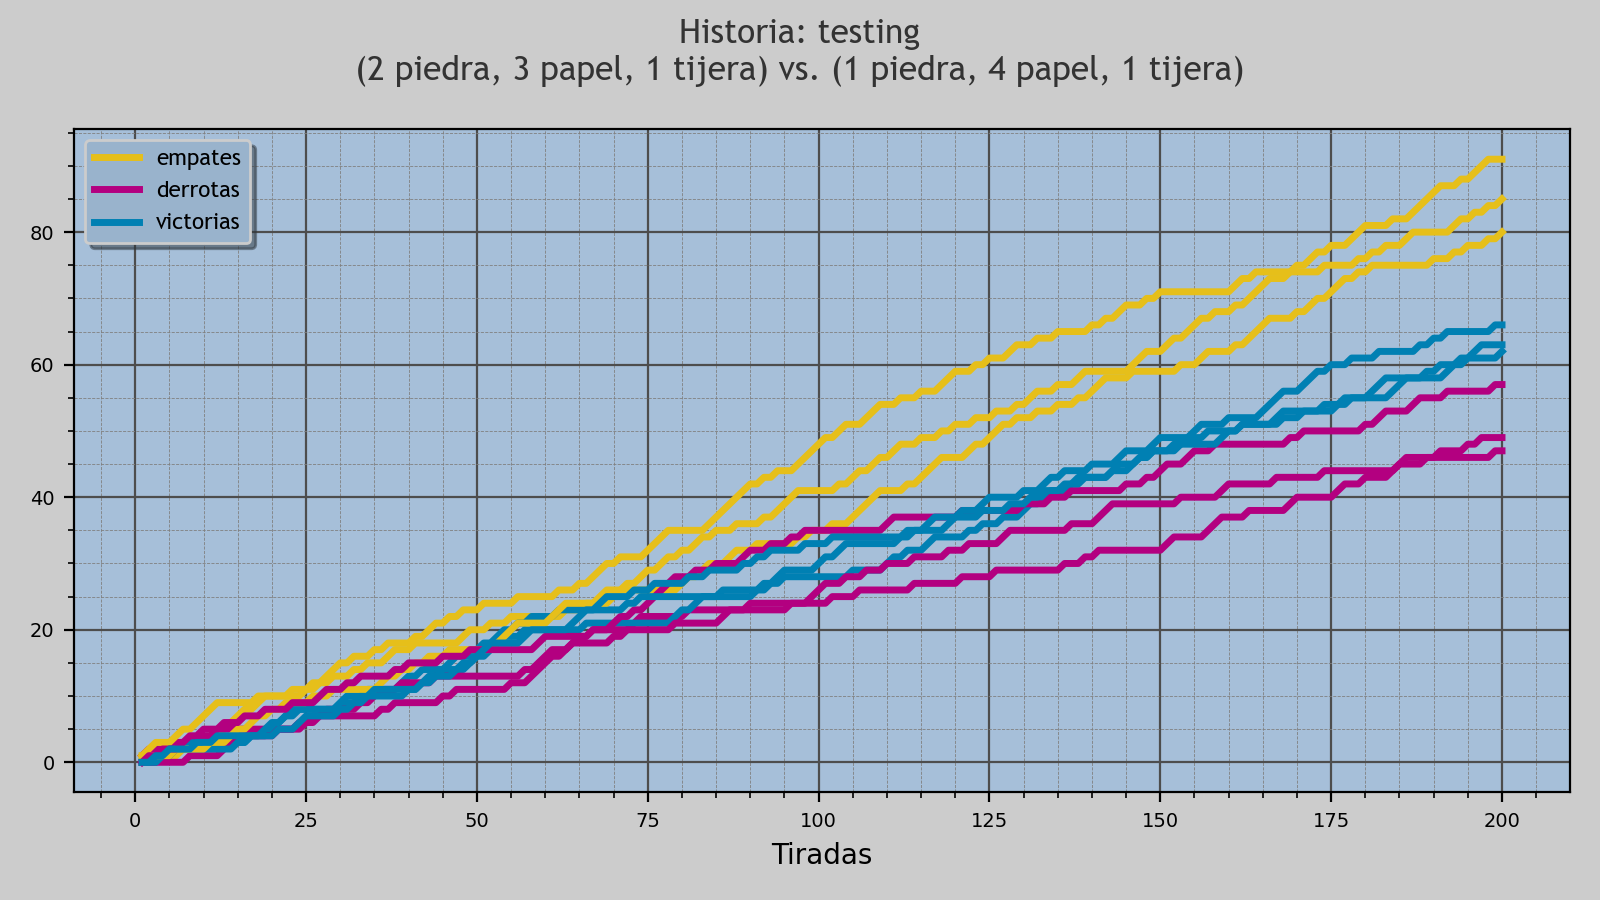 Historia: testing
(2 piedra, 3 papel, 1 tijera) vs. (1 piedra, 4 papel, 1 tijera)
empates
derrotas
victorias
80
60
40
20
0
0 25 50 75 100 125 150 175 200
Tiradas